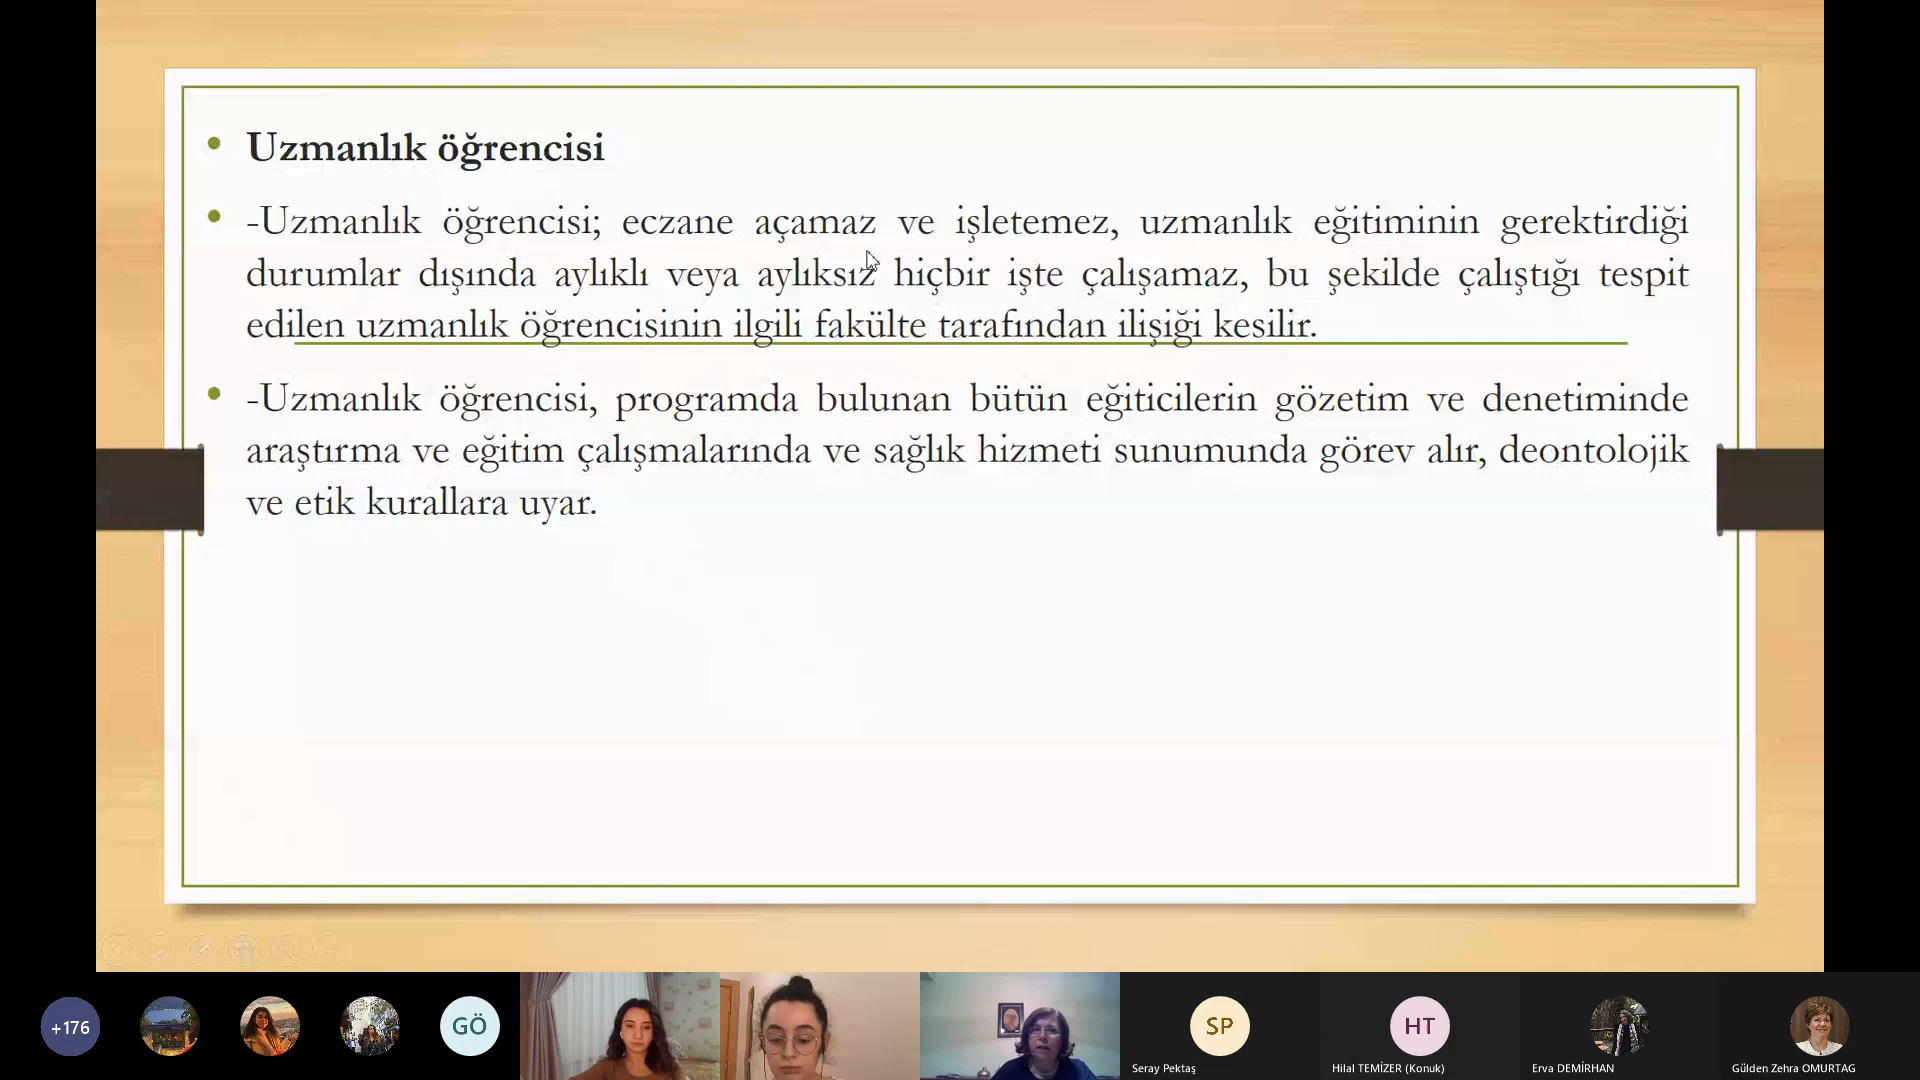 Uzmanlık öğrencisi
-Uzmanlık öğrencisi; eczane açamaz ve işletemez, uzmanlık eğitiminin gerektirdiği
durumlar dışında aylıklı veya aylıksız hiçbir işte çalışamaz, bu şekilde çalıştığı tespit
edilen uzmanlık öğrencisinin ilgili fakülte tarafından ilişiği kesilir.
-Uzmanlık öğrencisi, programda bulunan bütün eğiticilerin gözetim ve denetiminde
araştırma ve eğitim çalışmalarında ve sağlık hizmeti sunumunda görev alır, deontolojik
ve etik kurallara uyar.
+176
GÖ
SP
HT
Seray Pektaş
Hilal TEMİZER (Konuk)
Erva DEMİRHAN
Gülden Zehra OMURTAG